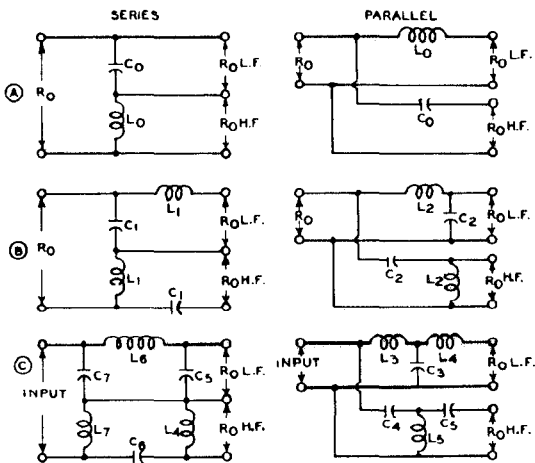 SERIES
PARALLEL
A
R0
C0
L0
R0 L.F.
R0 H.F
R0
L0
C0
R0 L.F.
R0 H.F.
B
R0
L1
C1
L1
C1
R0 L.F.
R0 H.F.
R0
L2
C2
C2
L2
R0 L.F.
R0 H.F.
C
INPUT
L6
C7
C5
L7
L4
C6
R0 L.F.
R0 H.F.
INPUT
L3
L4
C3
C4
C5
L5
R0 L.F.
R0 H.F.